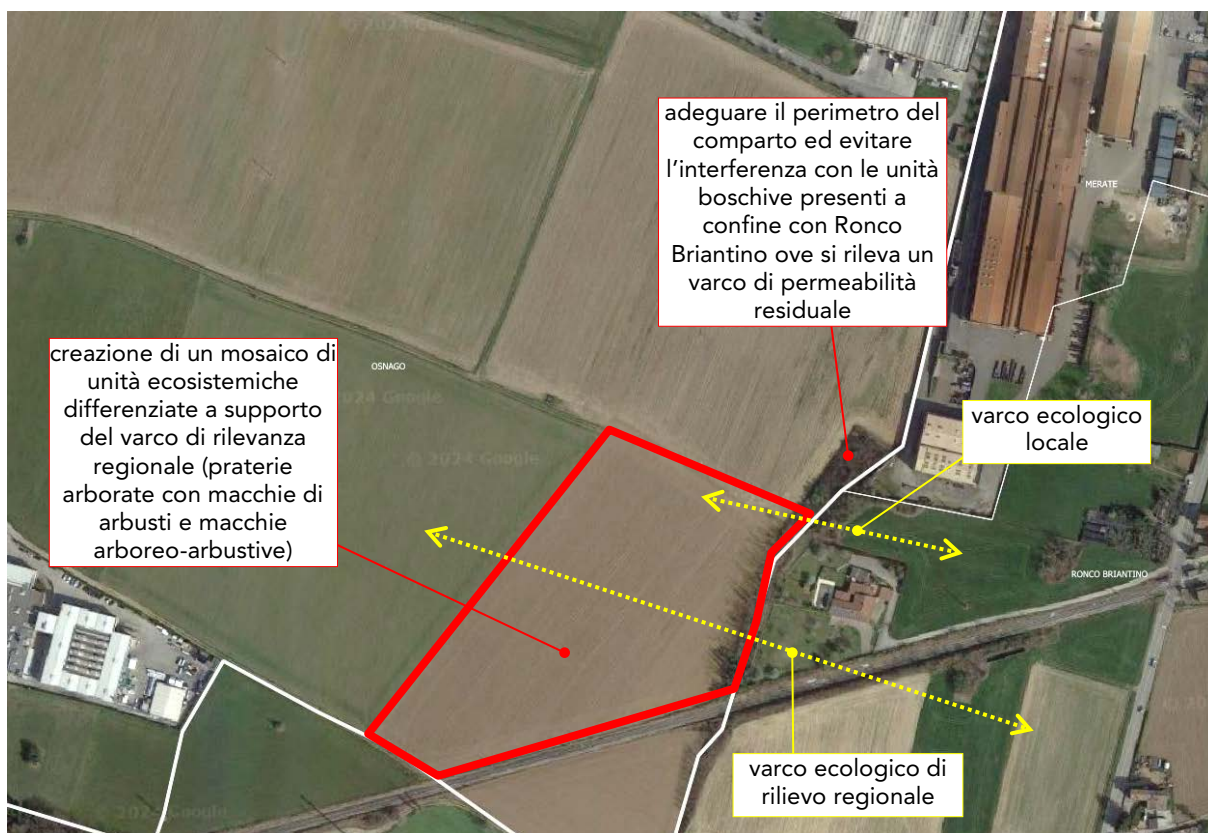 adeguare il perimetro del
comparto ed evitare
l’interferenza con le unità
boschive presenti a
confine con Ronco
Briantino ove si rileva un
varco di permeabilità
residuale
MERATE
creazione di un mosaico di
unità ecosistemiche
differenziate a supporto
del varco di rilevanza
regionale (praterie
arborate con macchie di
arbusti e macchie
arboreo-arbustive)
OSNAGO
2024 Google
© 2024 Google
varco ecologico
locale
RONCO BRIANTINO
varco ecologico di
rilievo regionale